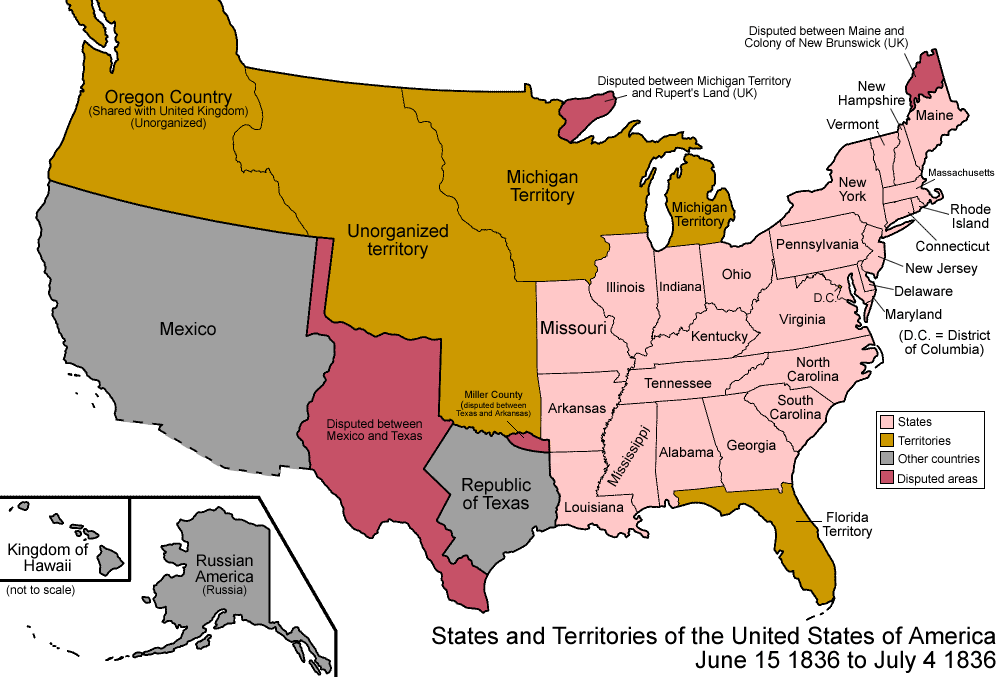 Disputed between Maine and
Colony of New Brunswick (UK)
Disputed between Michigan Territory
and Rupert's Land (UK)
Oregon Country
(Shared with United Kingdom)
(Unorganized)
New
Hampshire
Vermont
Maine
Massachusetts
Michigan
Territory
New
York
Michigan
Territory
Rhode
Island
Unorganized
territory
Connecticut
Pennsylvania
New Jersey
Ohio
Illinois
Indiana
Delaware
D.C.
Maryland
Mexico
Missouri
Virginia
(D.C. = District
of Columbia)
Kentucky
North
Carolina
Tennessee
Miller County
(disputed between
Texas and Arkansas)
Arkansas
South
Carolina
Disputed between
Mexico and Texas
Mississippi
Alabama
Georgia
States
Territories
Other countries
Disputed areas
Republic
of Texas
Louisiana
Florida
Territory
Kingdom of
Hawaii
(not to scale)
Russian
America
(Russia)
States and Territories of the United States of America
June 15 1836 to July 4 1836